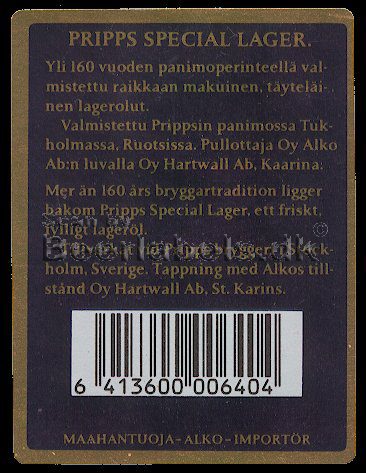 PRIPPS SPECIAL LAGER.
Yli 160 vuoden panimoperinteellä val-
mistettu raikkaan makuinen, täyteläi-
nen lagerolut.
Valmistettu Prippsin panimossa Tuk-
holmassa, Ruotsissa. Pullottaja Oy Alko
Ab:n luvalla Oy Hartwall Ab, Kaarina:
Mer än 160 års bryggartradition ligger
bakom Pripps Special Lager, ett friskt,
fylligt lageröl.
holm, Sverige. Tappning med Alkos till-
stånd Oy Hartwall Ab, St. Karins.
6 413600 006404
MAAHANTUOJA - ALKO - IMPORTÖR